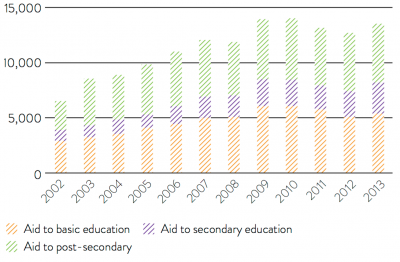 15,000
10,000
5,000
0
2002 2003 2004 2005 2006 2007 2008 2009 2010 2011 2012 2013
Aid to basic education Aid to secondary education
Aid to post-secondary